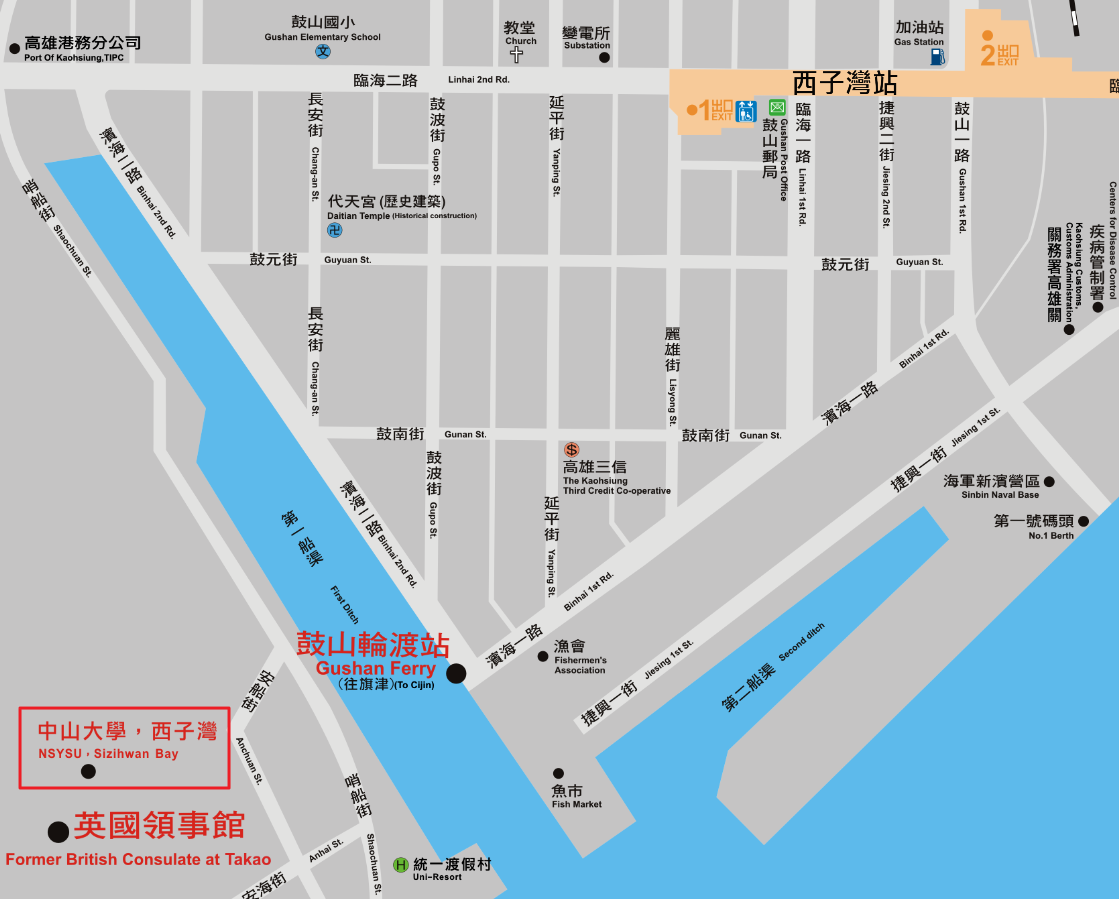 鼓山國小
Gushan Elementary School
文
教堂
Church
變電所
Substation
加油站
Gas Station
2 出口
EXIT
高雄港務分公司
Port Of Kaohsiung,TIPC
臨海二路
Linhai 2nd Rd.
西子灣站
臨
1 出口
EXIT
鼓山郵局
Gushan Post Office
長安街
Chang-an St.
鼓波街
Gupo St.
延平街
Yanping St.
臨海一路
Linhai 1st Rd.
捷興二街
Jiesing 2nd St.
鼓山一路
Gushan 1st Rd.
濱海二路
Binhai 2nd Rd.
哨船街
Shaochuan St.
代天宮 (歷史建築)
Daitian Temple (Historical construction)
卍
疾病管制署
Centers for Disease Control
關務署高雄關
Kaohsiung Customs,
Customs Administration
鼓元街
Guyuan St.
鼓元街
Guyuan St.
長安街
Chang-an St.
麗雄街
Lisyong St.
濱海一路
Binhai 1st Rd.
鼓南街
Gunan St.
鼓南街
Gunan St.
捷興一街
Jiesing 1st St.
$
高雄三信
The Kaohsiung
Third Credit Co-operative
鼓波街
Gupo St.
濱海二路
Binhai 2nd Rd.
延平街
Yanping St.
海軍新濱營區
Sinbin Naval Base
第一號碼頭
No.1 Berth
第一船渠
First Ditch
濱海一路
Binhai 1st Rd.
鼓山輪渡站
Gushan Ferry
(往旗津)(To Cijin)
漁會
Fishermen's
Association
捷興一街
Jiesing 1st St.
第二船渠
Second ditch
安船街
Anchuan St.
中山大學，西子灣
NSYSU，Sizihwan Bay
哨船街
Shaochuan St.
魚市
Fish Market
英國領事館
Former British Consulate at Takao
安海街
Anhai St.
H
統一渡假村
Uni-Resort